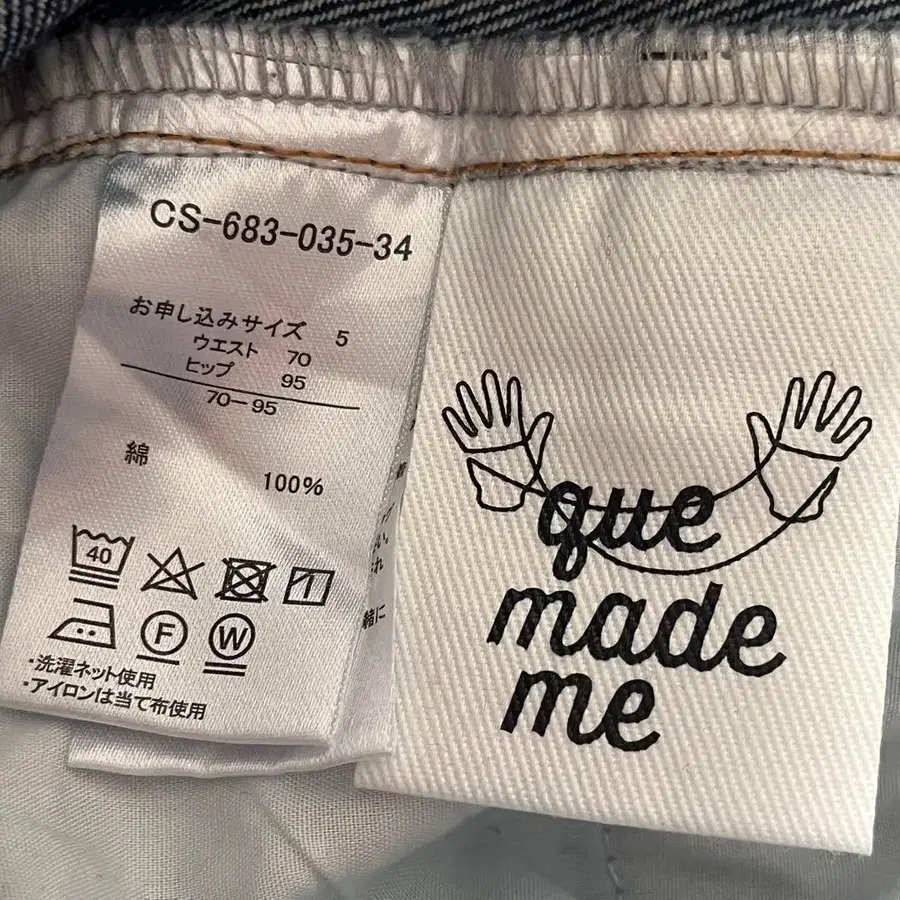 CS-683-035-34
お申し込みサイズ 5
ウエスト 70
ヒップ 95
70-95
綿
100%
40
1
F
W
・洗濯ネット使用
・アイロンは当て布使用
que
made
me